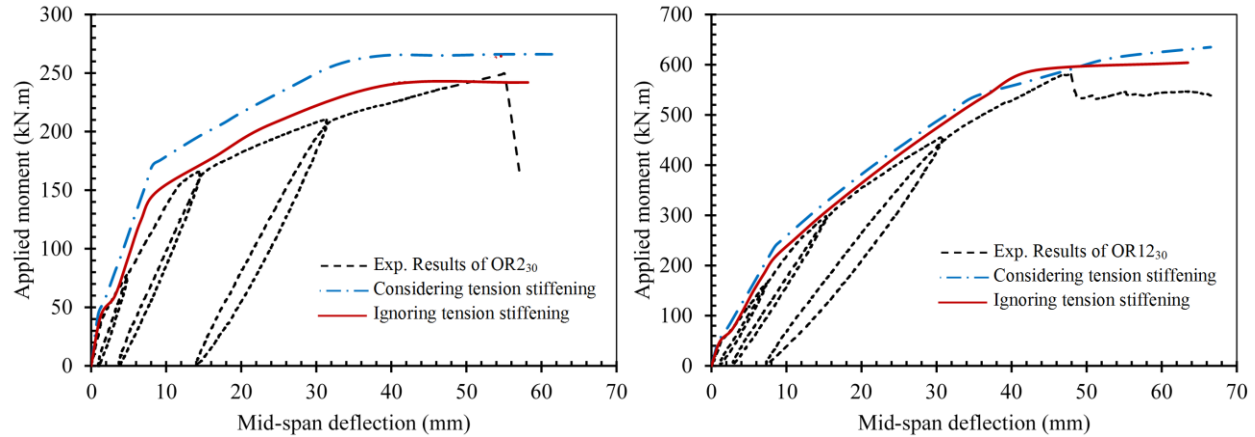 300
250
200
150
100
50
0
0 10 20 30 40 50 60 70
Applied moment (kN.m)
Mid-span deflection (mm)
Exp. Results of OR2₃₀
Considering tension stiffening
Ignoring tension stiffening
700
600
500
400
300
200
100
0
0 10 20 30 40 50 60 70
Applied moment (kN.m)
Mid-span deflection (mm)
Exp. Results of OR12₃₀
Considering tension stiffening
Ignoring tension stiffening